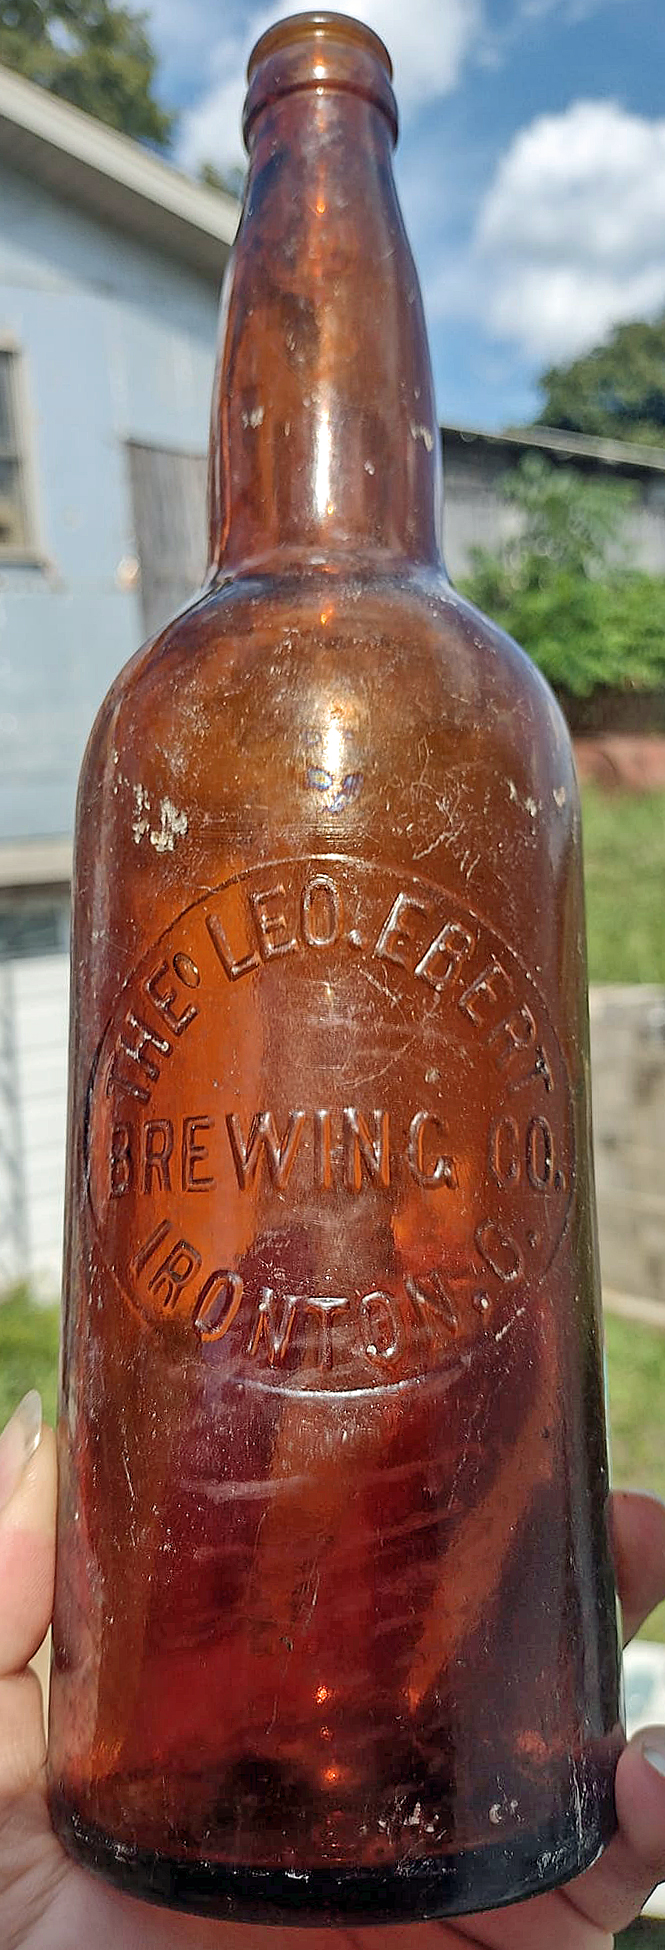 THE LEO. EBERT
BREWING CO.
IRONTON. O.